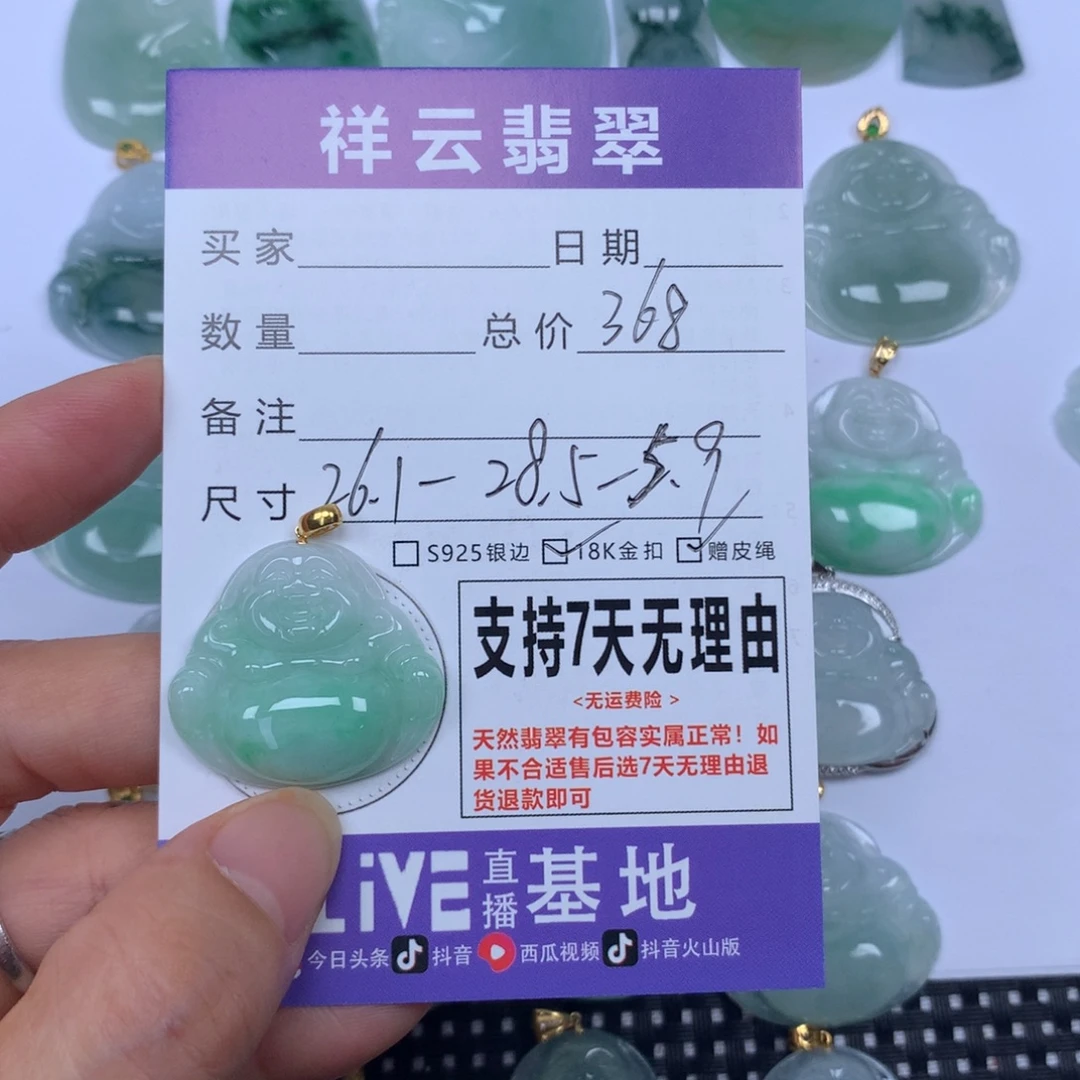 祥云翡翠
买家 日期
数量 总价 368
备注
尺寸 26.1-28.5-5.9
S925银边 18K金扣 赠皮绳
支持7天无理由
<无运费险>
天然翡翠有包容实属正常！如
果不合适售后选7天无理由退
货退款即可
LIVE 直播 基地
今日头条 抖音 西瓜视频 抖音火山版